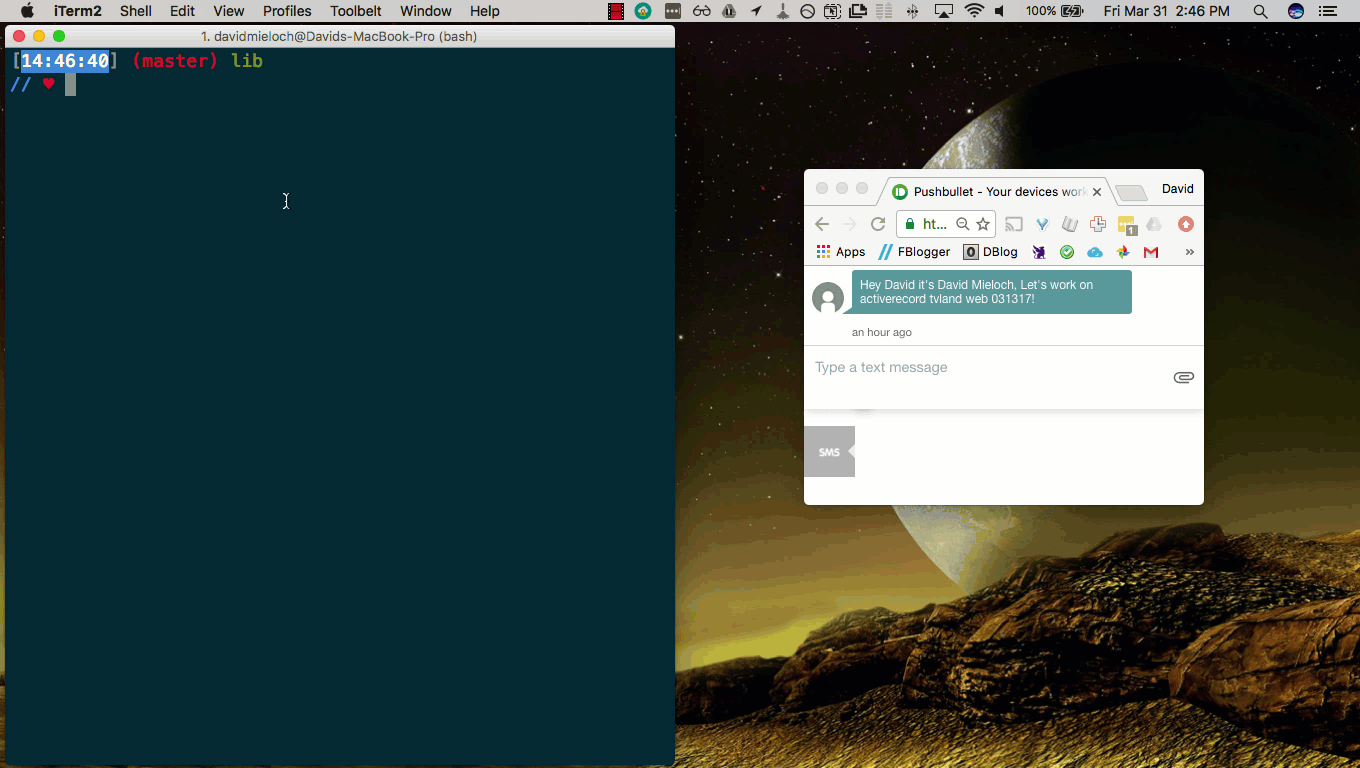 iTerm2 Shell Edit View Profiles Toolbelt Window Help 100% Fri Mar 31 2:46 PM
1. davidmieloch@Davids-MacBook-Pro (bash)
[14:46:40] (master) lib
// ♥
Pushbullet - Your devices work
David
ht...
1
Apps FBlogger DBlog »
Hey David it's David Mieloch, Let's work on
activerecord tvland web 031317!
an hour ago
Type a text message
SMS